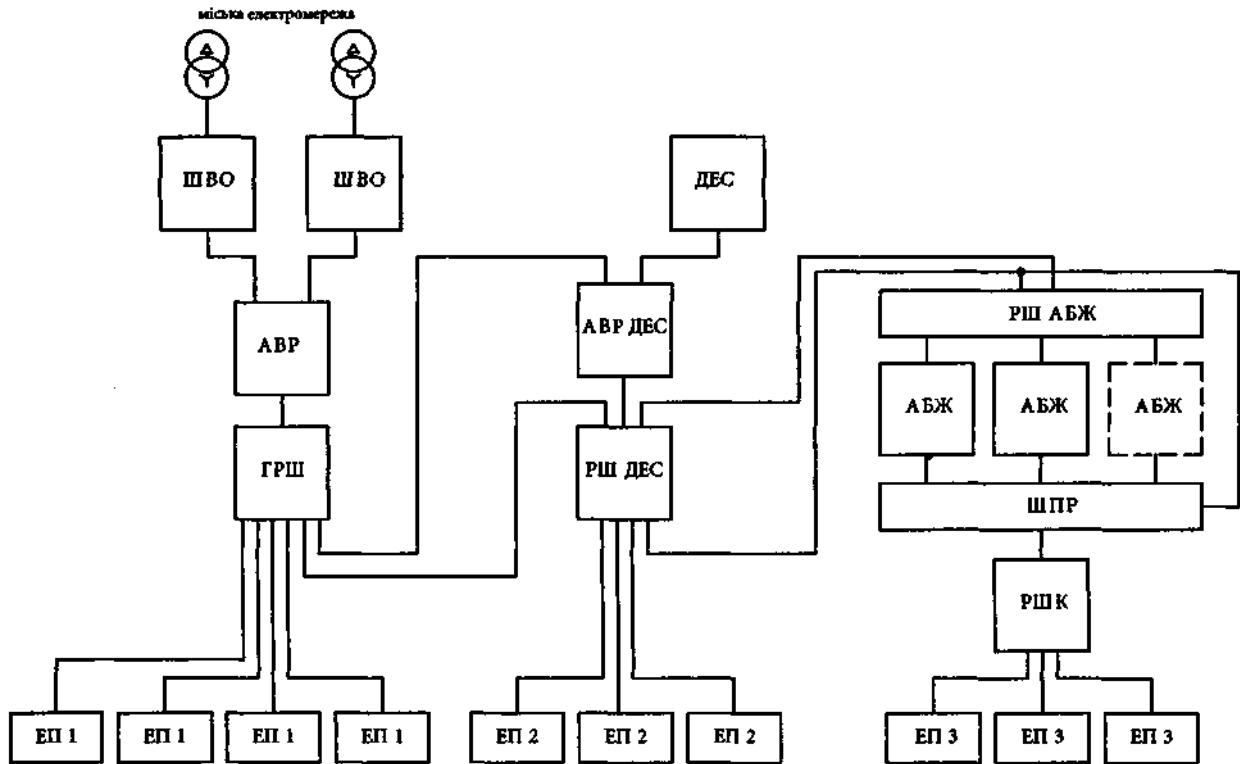 міська електромережа
ШВО ШВО ДЕС
АВР АВР ДЕС РШ АБЖ
АБЖ АБЖ АБЖ
ГРШ РШ ДЕС
ШПР
РШК
ЕП 1 ЕП 1 ЕП 1 ЕП 1 ЕП 2 ЕП 2 ЕП 2 ЕП 3 ЕП 3 ЕП 3